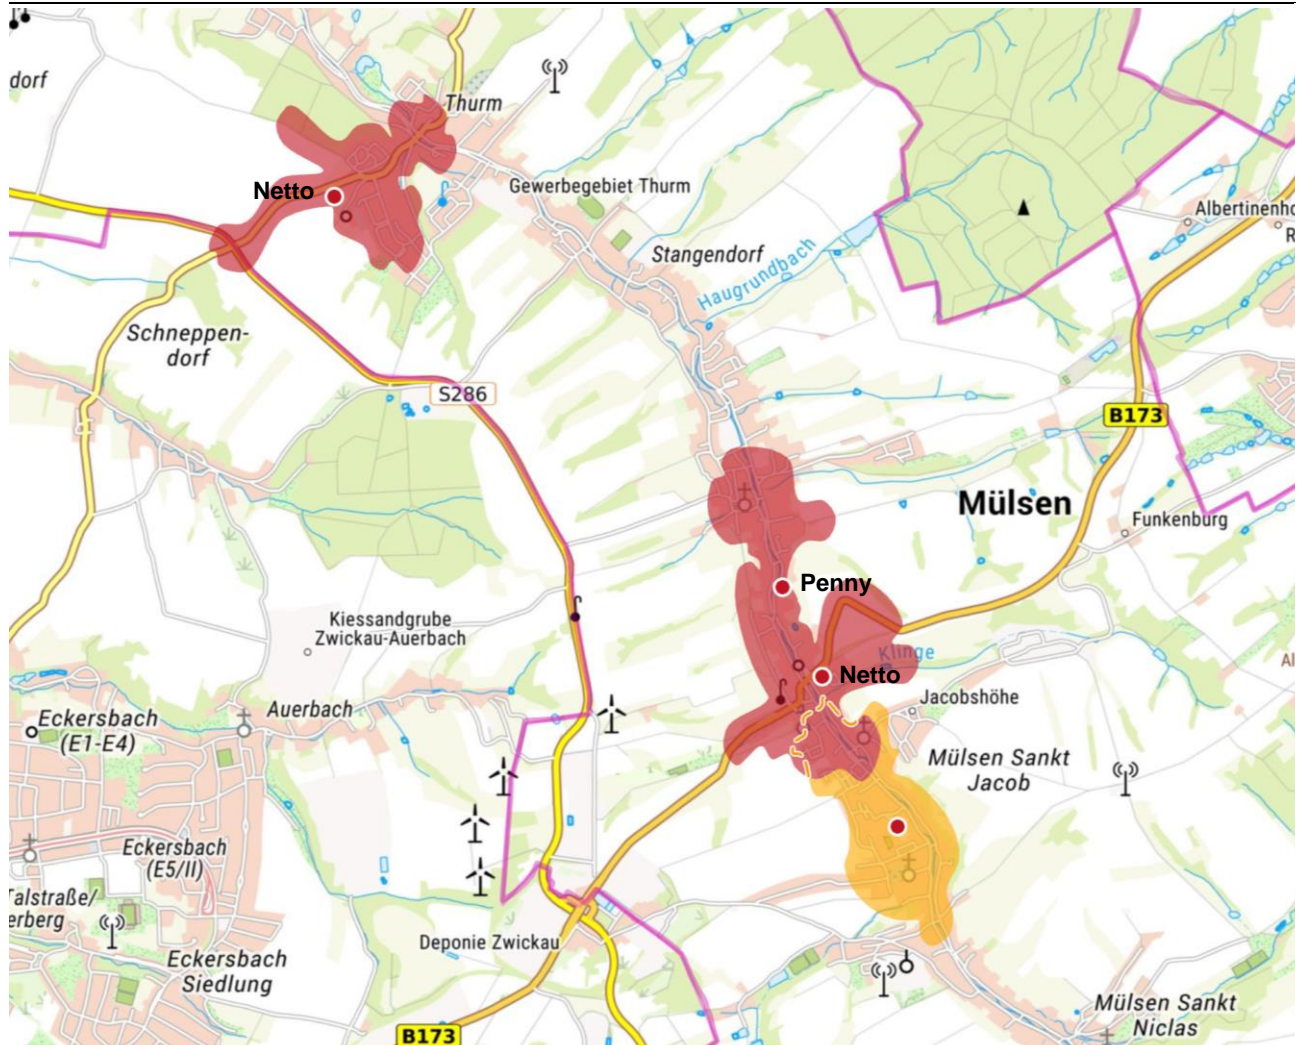 dorf
Thurm
Netto
Gewerbegebiet Thurm
Albertinenho
R
Stangendorf
Haugrundbach
Schneppen-
dorf
S286
B173
Mülsen
Funkenburg
Penny
Kiessandgrube
Zwickau-Auerbach
Klinge
Al
Netto
Jacobshöhe
Auerbach
Eckersbach
(E1-E4)
Mülsen Sankt
Jacob
Eckersbach
(E5/II)
Talstraße/
erberg
Deponie Zwickau
Eckersbach
Siedlung
Mülsen Sankt
Niclas
B173